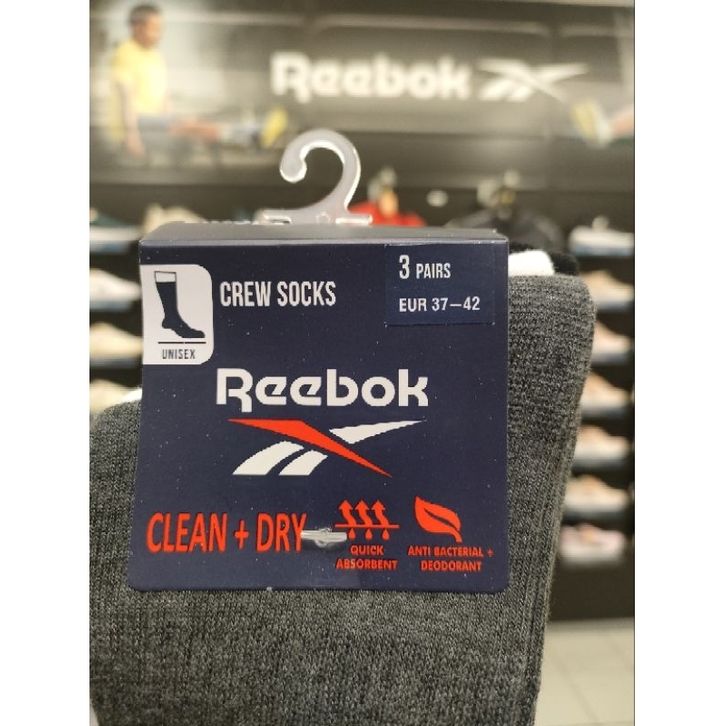 Reebok
CREW SOCKS
3 PAIRS
EUR 37-42
UNISEX
Reebok
CLEAN + DRY
QUICK
ABSORBENT
ANTI BACTERIAL +
DEODORANT